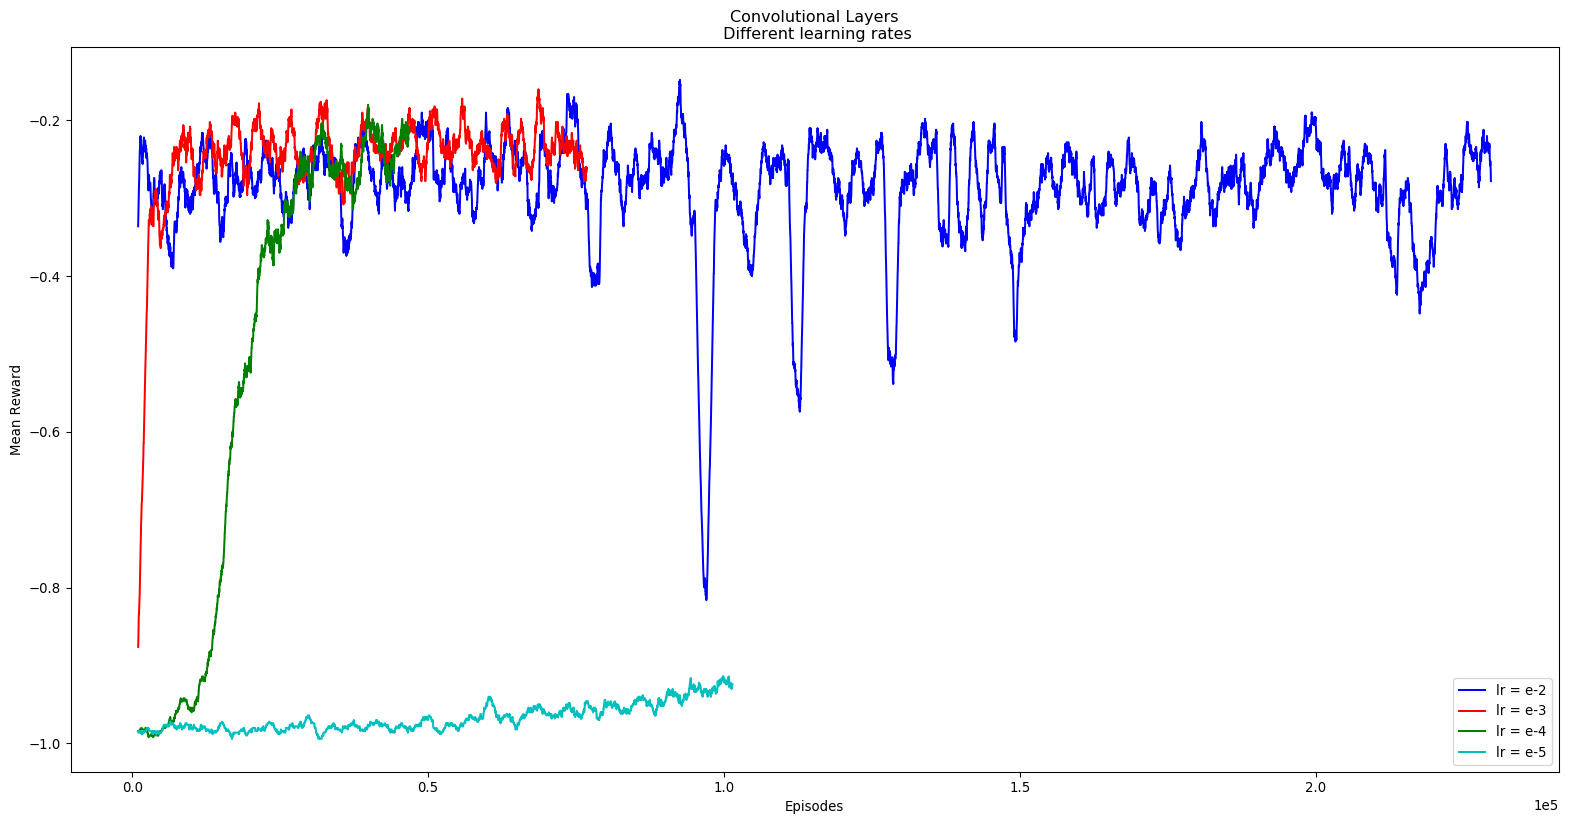 Convolutional Layers
Different learning rates
Mean Reward
−0.2
−0.4
−0.6
−0.8
−1.0
0.0
0.5
1.0
1.5
2.0
1e5
Episodes
lr = e-2
lr = e-3
lr = e-4
lr = e-5